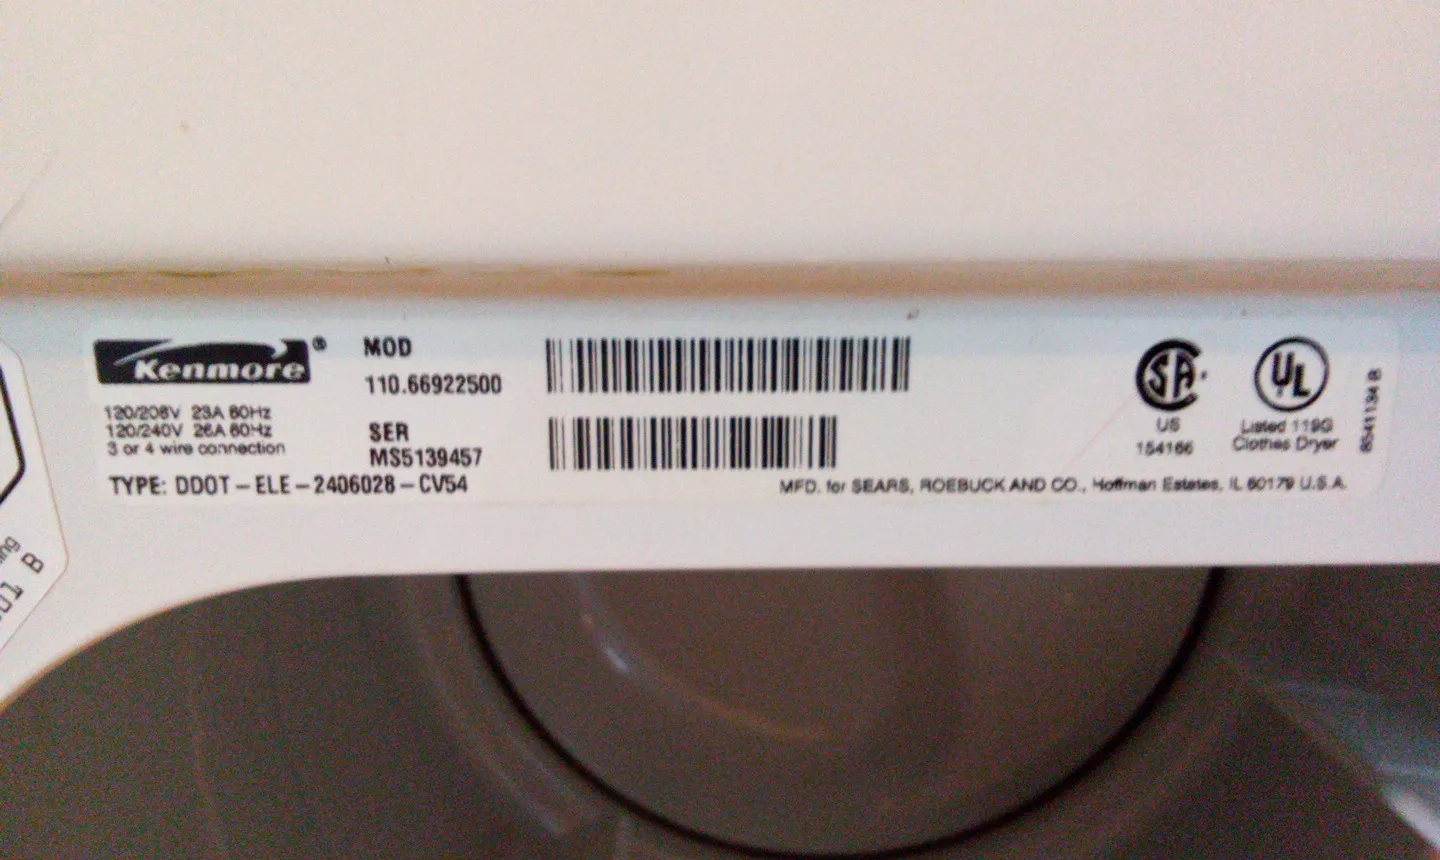 Kenmore®
120/208V 23A 60Hz
120/240V 26A 60Hz
3 or 4 wire connection
TYPE: DDOT-ELE-2406028-CV54
MOD
110.66922500
SER
MS5139457
CSA
US
154166
UL
Listed 119G
Clothes Dryer
8541134 B
MFD. for SEARS, ROEBUCK AND CO., Hoffman Estates, IL 60179 U.S.A.
B